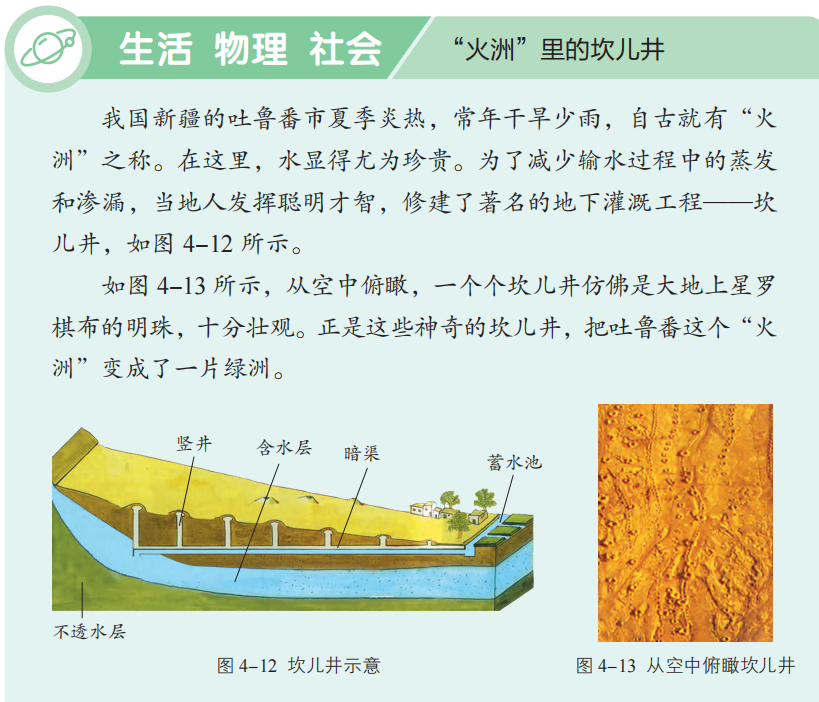 生活 物理 社会 “火洲”里的坎儿井
我国新疆的吐鲁番市夏季炎热，常年干旱少雨，自古就有“火
洲”之称。在这里，水显得尤为珍贵。为了减少输水过程中的蒸发
和渗漏，当地人发挥聪明才智，修建了著名的地下灌溉工程——坎
儿井，如图 4–12 所示。
如图 4–13 所示，从空中俯瞰，一个个坎儿井仿佛是大地上星罗
棋布的明珠，十分壮观。正是这些神奇的坎儿井，把吐鲁番这个“火
洲”变成了一片绿洲。
竖井
含水层
暗渠
蓄水池
不透水层
图 4–12 坎儿井示意
图 4–13 从空中俯瞰坎儿井